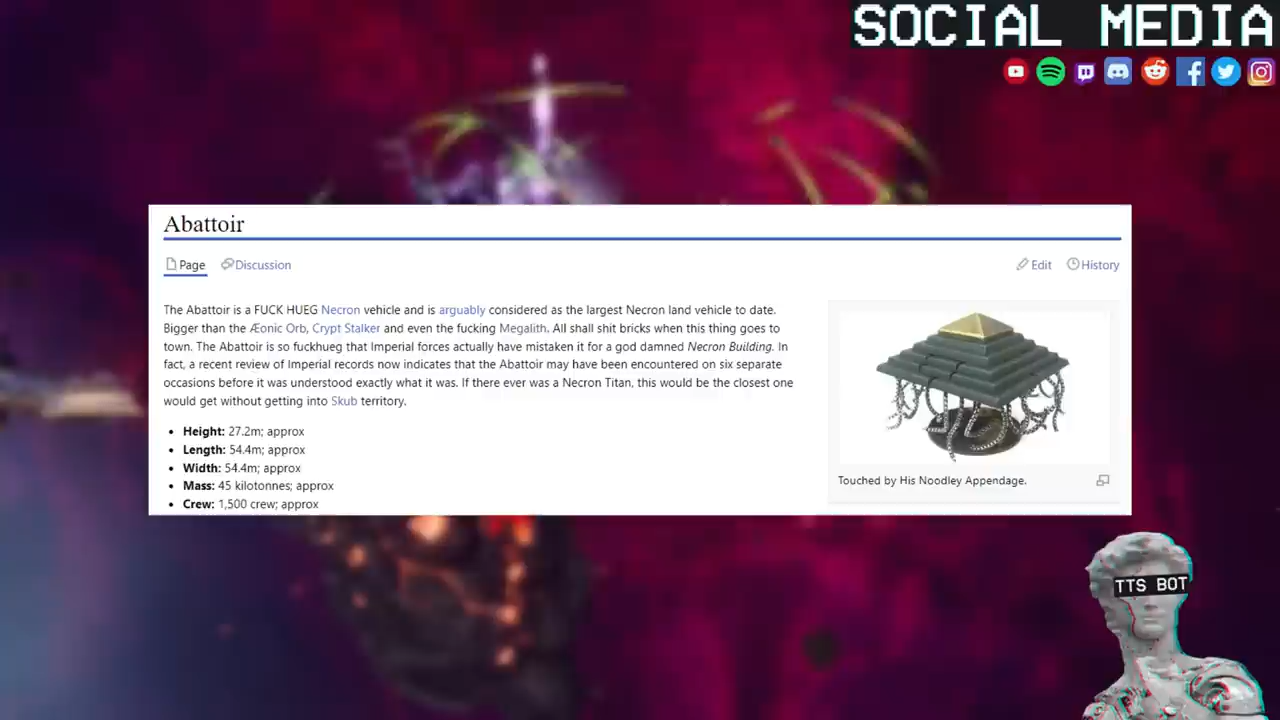 SOCIAL MEDIA
Abattoir
Page Discussion Edit History
The Abattoir is a FUCK HUEG Necron vehicle and is arguably considered as the largest Necron land vehicle to date.
Bigger than the Æonic Orb, Crypt Stalker and even the fucking Megalith. All shall shit bricks when this thing goes to
town. The Abattoir is so fuckhueg that Imperial forces actually have mistaken it for a god damned Necron Building. In
fact, a recent review of Imperial records now indicates that the Abattoir may have been encountered on six separate
occasions before it was understood exactly what it was. If there ever was a Necron Titan, this would be the closest one
would get without getting into Skub territory.
• Height: 27.2m; approx
• Length: 54.4m; approx
• Width: 54.4m; approx
• Mass: 45 kilotonnes; approx
• Crew: 1,500 crew; approx
Touched by His Noodley Appendage.
TTS BOT